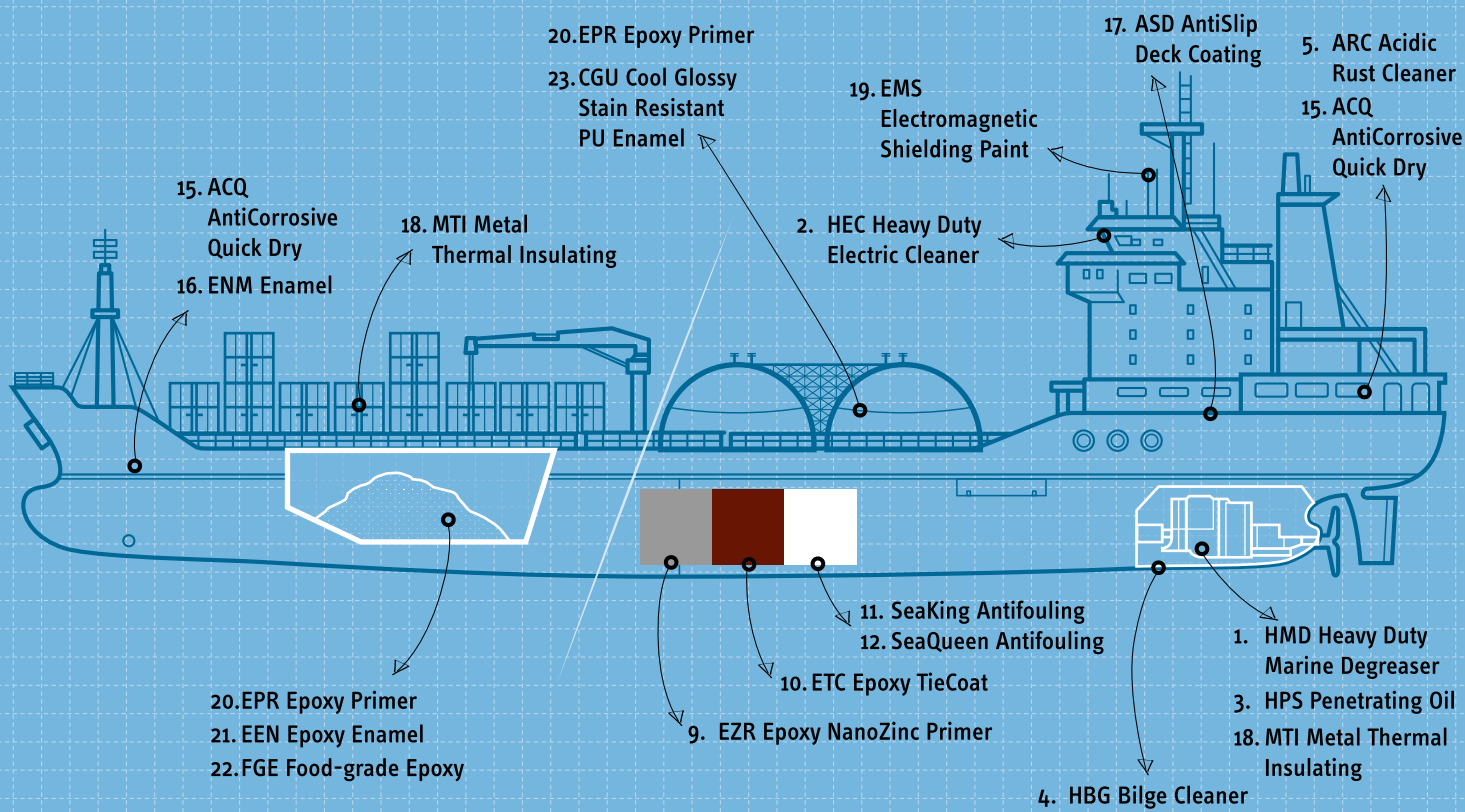 20. EPR Epoxy Primer
23. CGU Cool Glossy
Stain Resistant
PU Enamel
17. ASD AntiSlip
Deck Coating
5. ARC Acidic
Rust Cleaner
15. ACQ
AntiCorrosive
Quick Dry
19. EMS
Electromagnetic
Shielding Paint
15. ACQ
AntiCorrosive
Quick Dry
16. ENM Enamel
18. MTI Metal
Thermal Insulating
2. HEC Heavy Duty
Electric Cleaner
11. SeaKing Antifouling
12. SeaQueen Antifouling
10. ETC Epoxy TieCoat
9. EZR Epoxy NanoZinc Primer
20. EPR Epoxy Primer
21. EEN Epoxy Enamel
22. FGE Food-grade Epoxy
1. HMD Heavy Duty
Marine Degreaser
3. HPS Penetrating Oil
18. MTI Metal Thermal
Insulating
4. HBG Bilge Cleaner